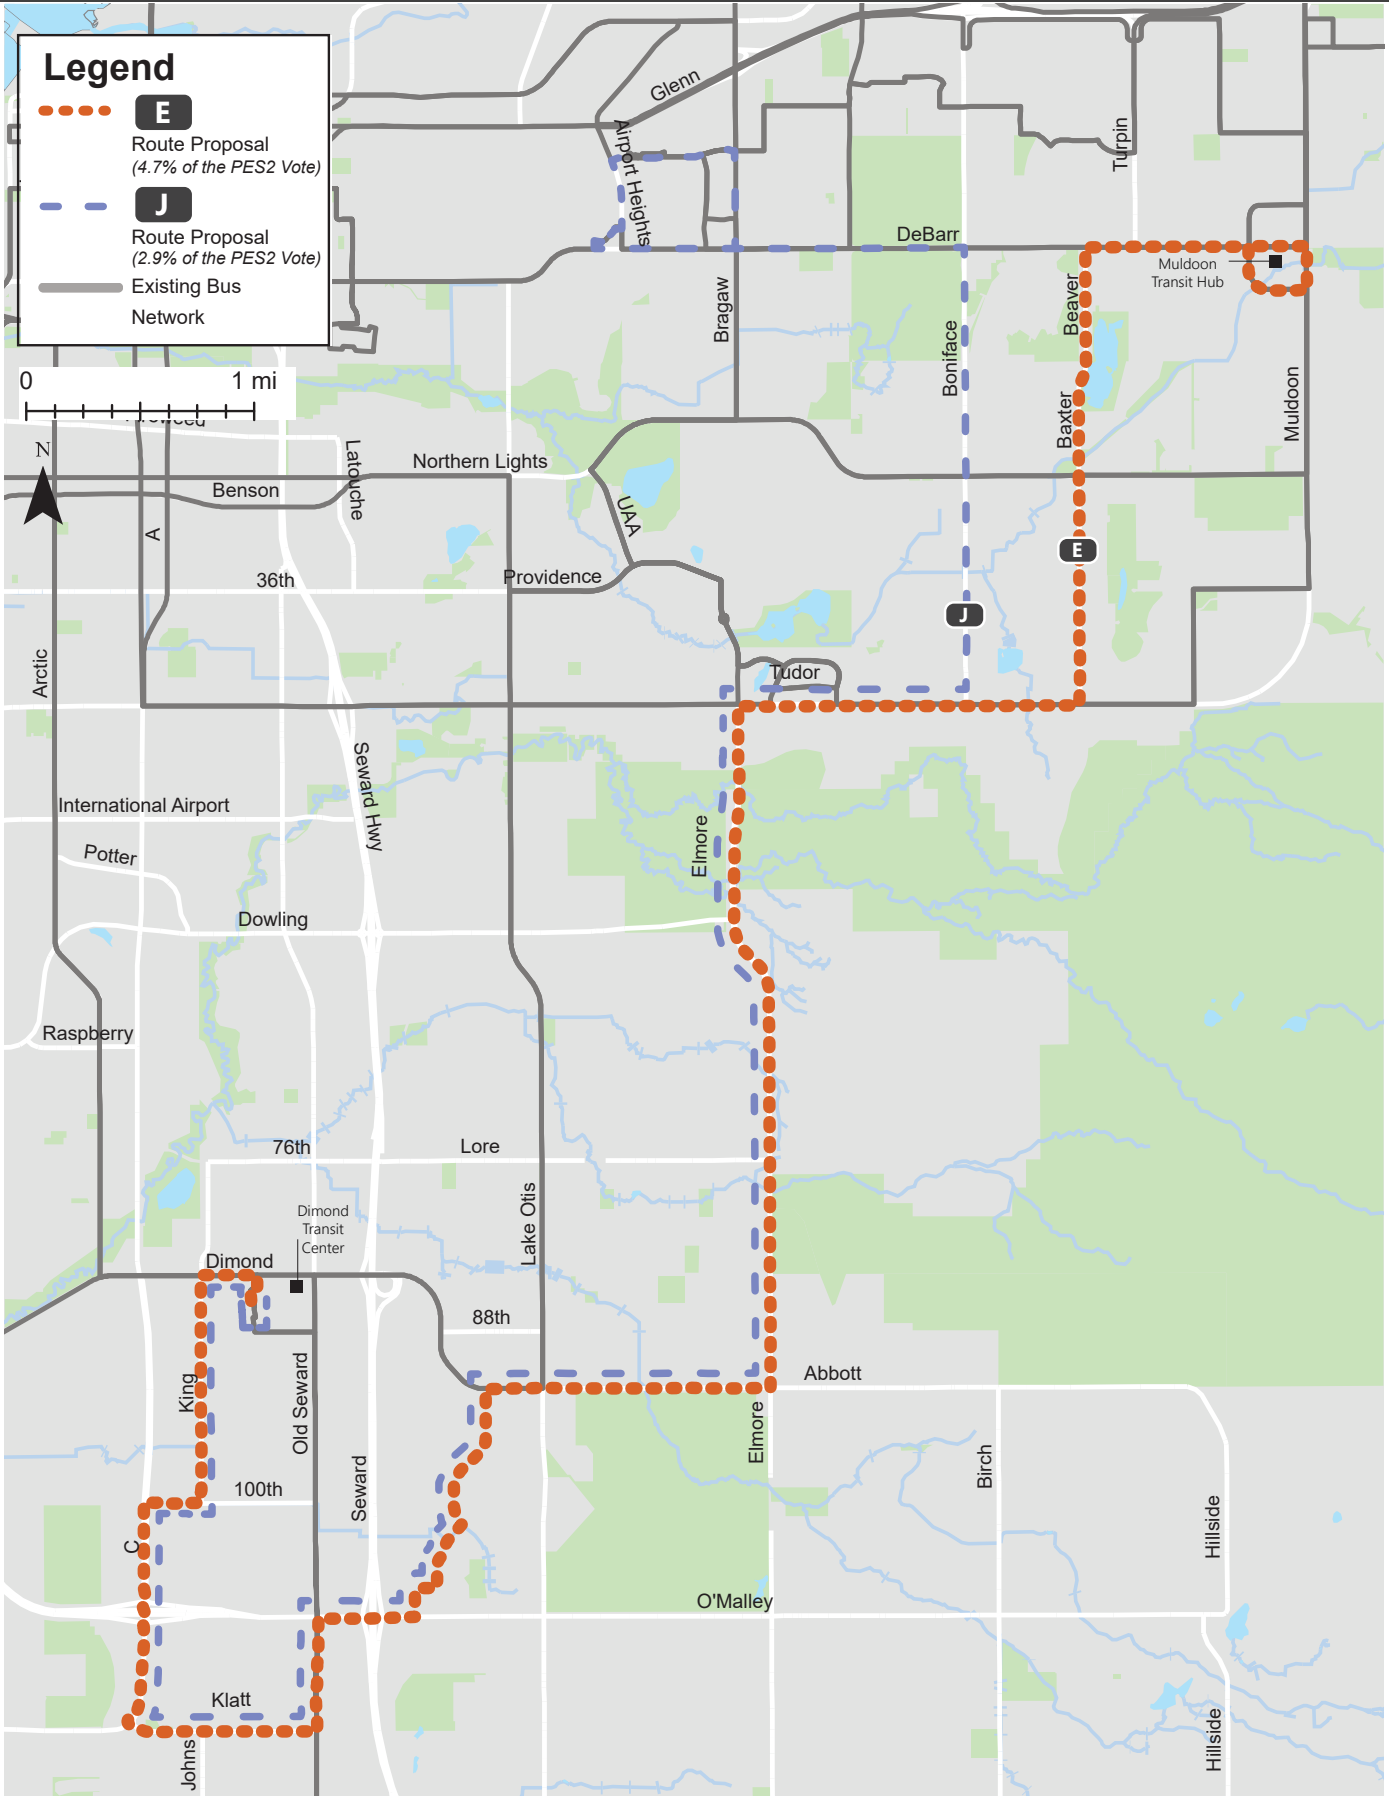 Legend
E
Route Proposal
(4.7% of the PES2 Vote)
J
Route Proposal
(2.9% of the PES2 Vote)
Existing Bus
Network
0 1 mi
N
Glenn
Airport Heights
Turpin
DeBarr
Muldoon
Transit Hub
Bragaw
Boniface
Beaver
Baxter
Muldoon
Latouche
Northern Lights
Benson
A
UAA
E
36th
Providence
J
Arctic
Tudor
Seward Hwy
International Airport
Elmore
Potter
Dowling
Raspberry
76th
Lore
Dimond
Transit
Center
Lake Otis
Dimond
88th
King
Old Seward
Abbott
Elmore
Birch
Seward
100th
Hillside
C
O'Malley
Klatt
Johns
Hillside